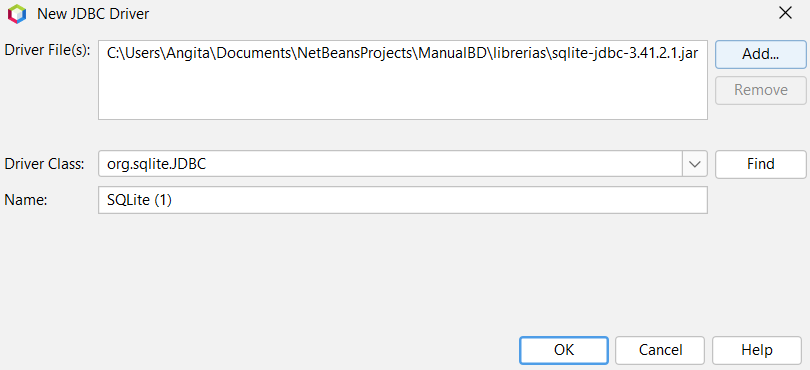 New JDBC Driver
Driver File(s):
C:\Users\Angita\Documents\NetBeansProjects\ManualBD\librerias\sqlite-jdbc-3.41.2.1.jar
Add...
Remove
Driver Class:
org.sqlite.JDBC
Find
Name:
SQLite (1)
OK
Cancel
Help